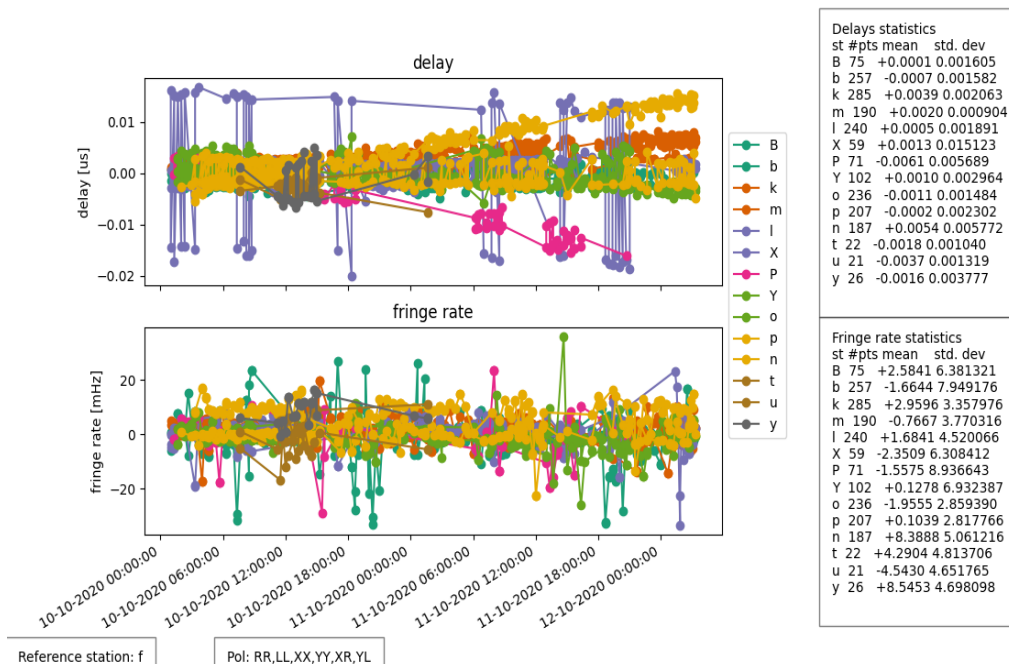 delay
0.01
0.00
−0.01
−0.02
delay [us]
fringe rate
20
0
−20
fringe rate [mHz]
10-10-2020 00:00:00
10-10-2020 06:00:00
10-10-2020 12:00:00
10-10-2020 18:00:00
11-10-2020 00:00:00
11-10-2020 06:00:00
11-10-2020 12:00:00
11-10-2020 18:00:00
12-10-2020 00:00:00
B
b
k
m
l
X
P
Y
o
p
n
t
u
y
Delays statistics
st #pts mean std. dev
B 75 +0.0001 0.001605
b 257 -0.0007 0.001582
k 285 +0.0039 0.002063
m 190 +0.0020 0.000904
l 240 +0.0005 0.001891
X 59 +0.0013 0.015123
P 71 -0.0061 0.005689
Y 102 +0.0010 0.002964
o 236 -0.0011 0.001484
p 207 -0.0002 0.002302
n 187 +0.0054 0.005772
t 22 -0.0018 0.001040
u 21 -0.0037 0.001319
y 26 -0.0016 0.003777
Fringe rate statistics
st #pts mean std. dev
B 75 +2.5841 6.381321
b 257 -1.6644 7.949176
k 285 +2.9596 3.357976
m 190 -0.7667 3.770316
l 240 +1.6841 4.520066
X 59 -2.3509 6.308412
P 71 -1.5575 8.936643
Y 102 +0.1278 6.932387
o 236 -1.9555 2.859390
p 207 +0.1039 2.817766
n 187 +8.3888 5.061216
t 22 +4.2904 4.813706
u 21 -4.5430 4.651765
y 26 +8.5453 4.698098
Reference station: f
Pol: RR,LL,XX,YY,XR,YL